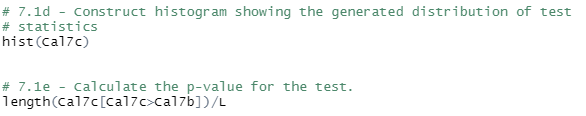 # 7.1d - Construct histogram showing the generated distribution of test
# statistics
hist(Cal7c)
# 7.1e - Calculate the p-value for the test.
length(Cal7c[Cal7c>Cal7b])/L